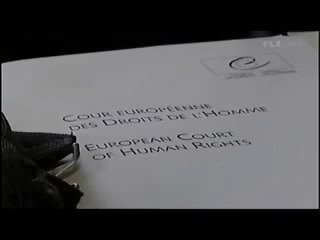 COUR EUROPÉENNE
DES DROITS DE L'HOMME
EUROPEAN COURT
OF HUMAN RIGHTS